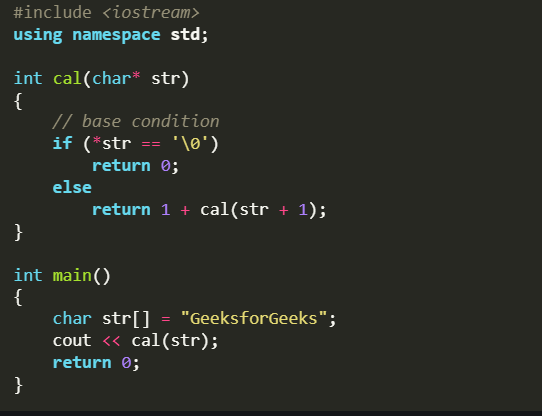 #include <iostream>
using namespace std;
int cal(char* str)
{
// base condition
if (*str == '\0')
return 0;
else
return 1 + cal(str + 1);
}
int main()
{
char str[] = "GeeksforGeeks";
cout << cal(str);
return 0;
}